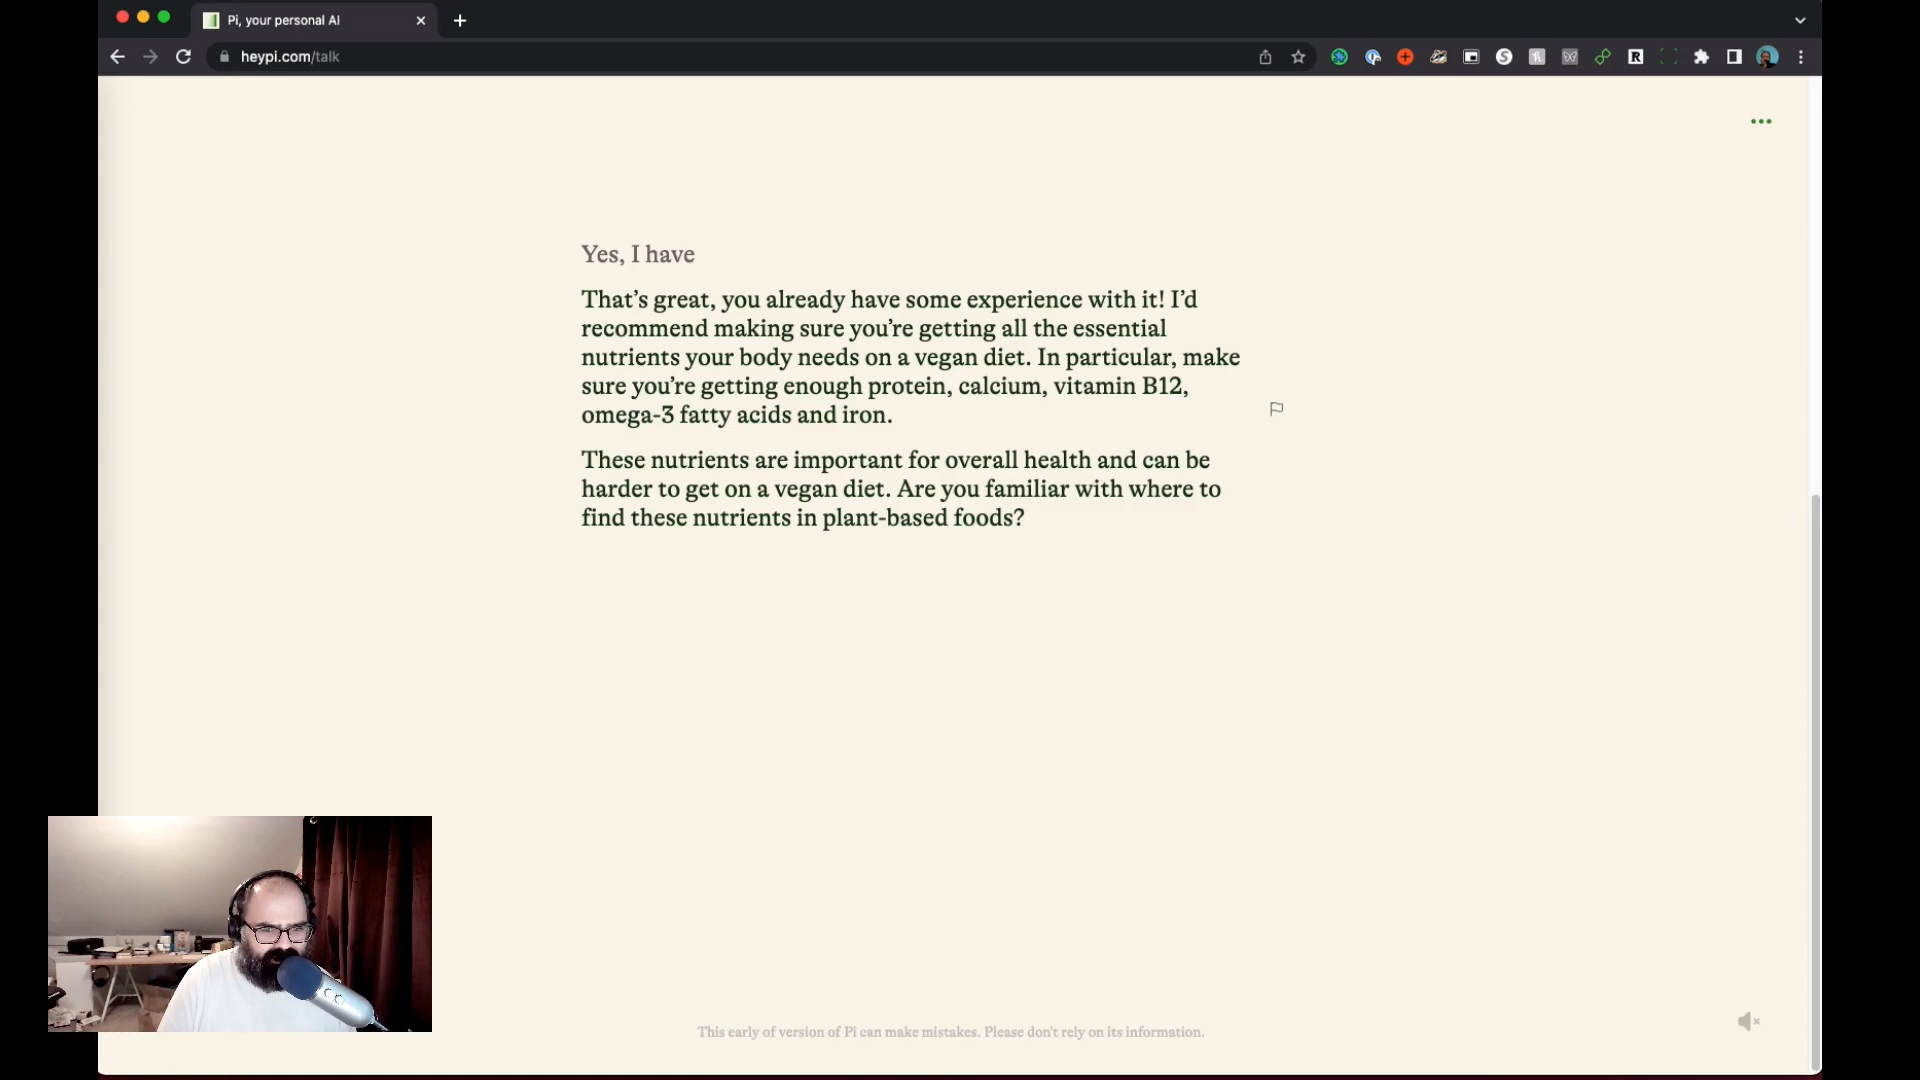 Pi, your personal AI
heypi.com/talk
Yes, I have
That’s great, you already have some experience with it! I’d
recommend making sure you’re getting all the essential
nutrients your body needs on a vegan diet. In particular, make
sure you’re getting enough protein, calcium, vitamin B12,
omega-3 fatty acids and iron.
These nutrients are important for overall health and can be
harder to get on a vegan diet. Are you familiar with where to
find these nutrients in plant-based foods?
This early of version of Pi can make mistakes. Please don’t rely on its information.